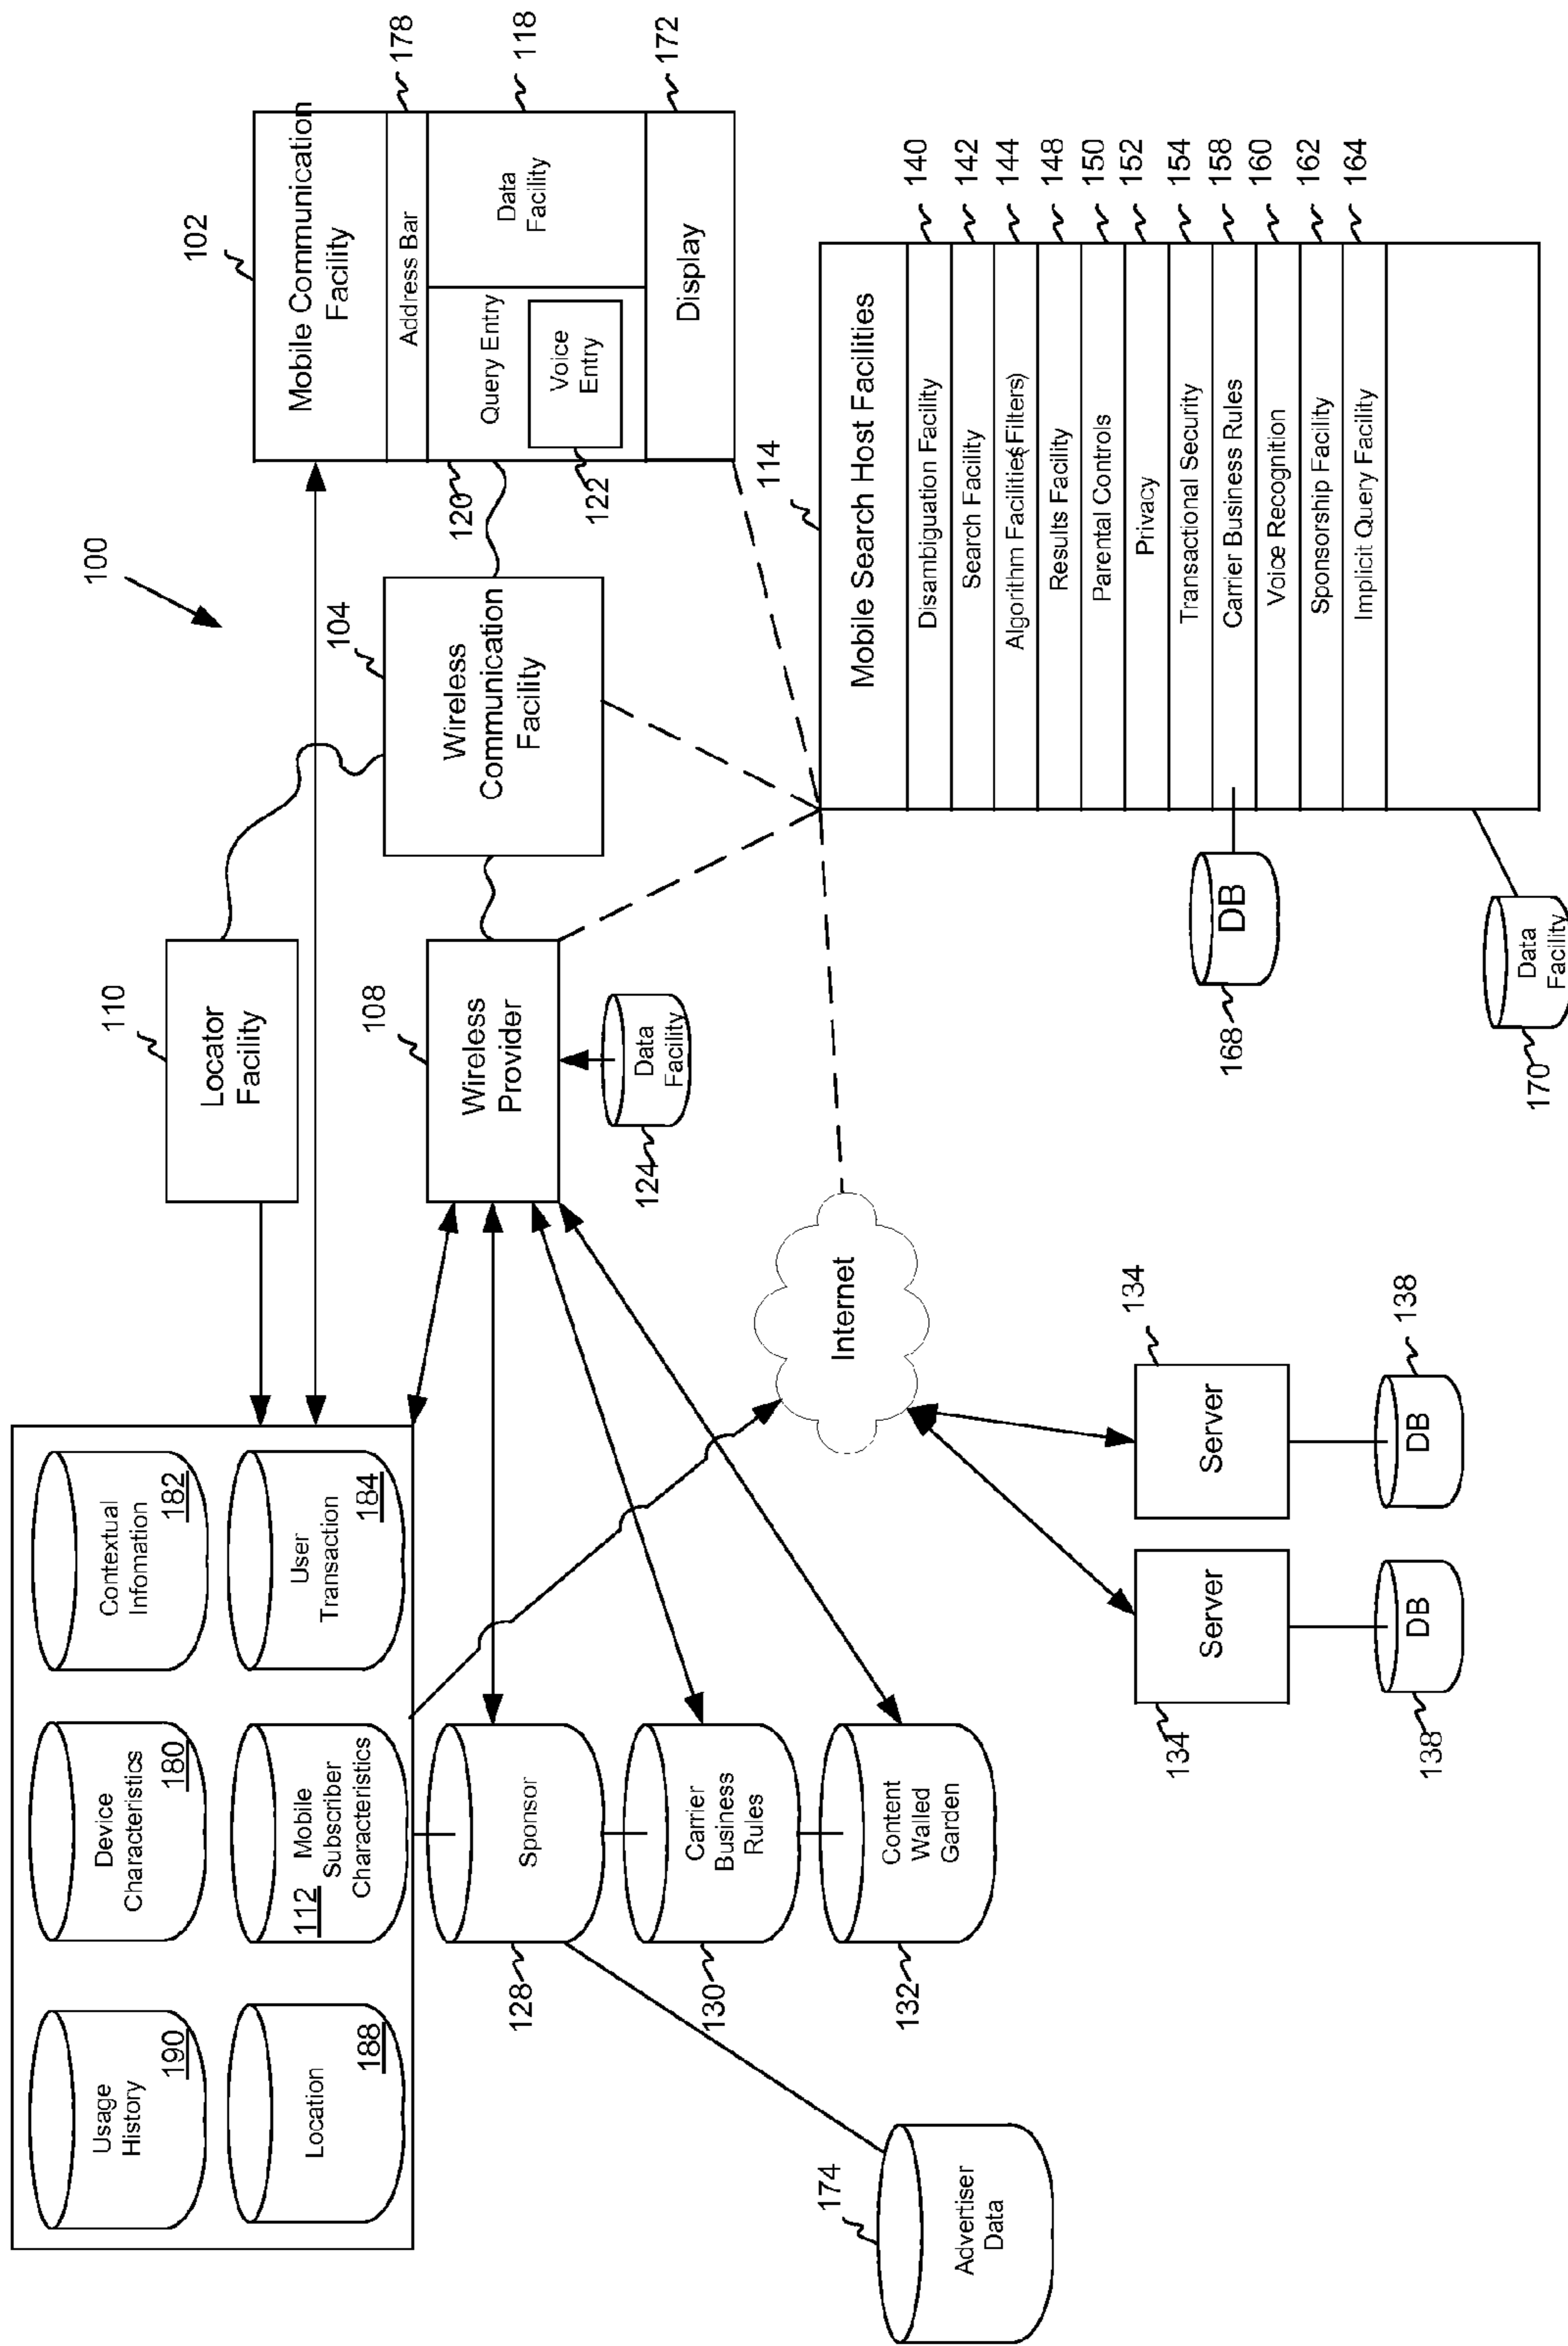 100
Usage
History
190
Device
Characteristics
180
Contextual
Infomation
182
Location
188
112
Mobile
Subscriber
Characteristics
User
Transaction
184
110
Locator
Facility
102
Mobile Communication
Facility
Address Bar
178
Query Entry
120
Voice
Entry
122
Data
Facility
118
Display
172
104
Wireless
Communication
Facility
108
Wireless
Provider
Data
Facility
124
Sponsor
128
Carrier
Business
Rules
130
Content
Walled
Garden
132
174
Advertiser
Data
Internet
134
Server
DB
138
134
Server
DB
138
114
Mobile Search Host Facilities
Disambiguation Facility
140
Search Facility
142
Algorithm Facilities(Filters)
144
Results Facility
148
Parental Controls
150
Privacy
152
Transactional Security
154
Carrier Business Rules
158
Voice Recognition
160
Sponsorship Facility
162
Implicit Query Facility
164
DB
168
Data
Facility
170